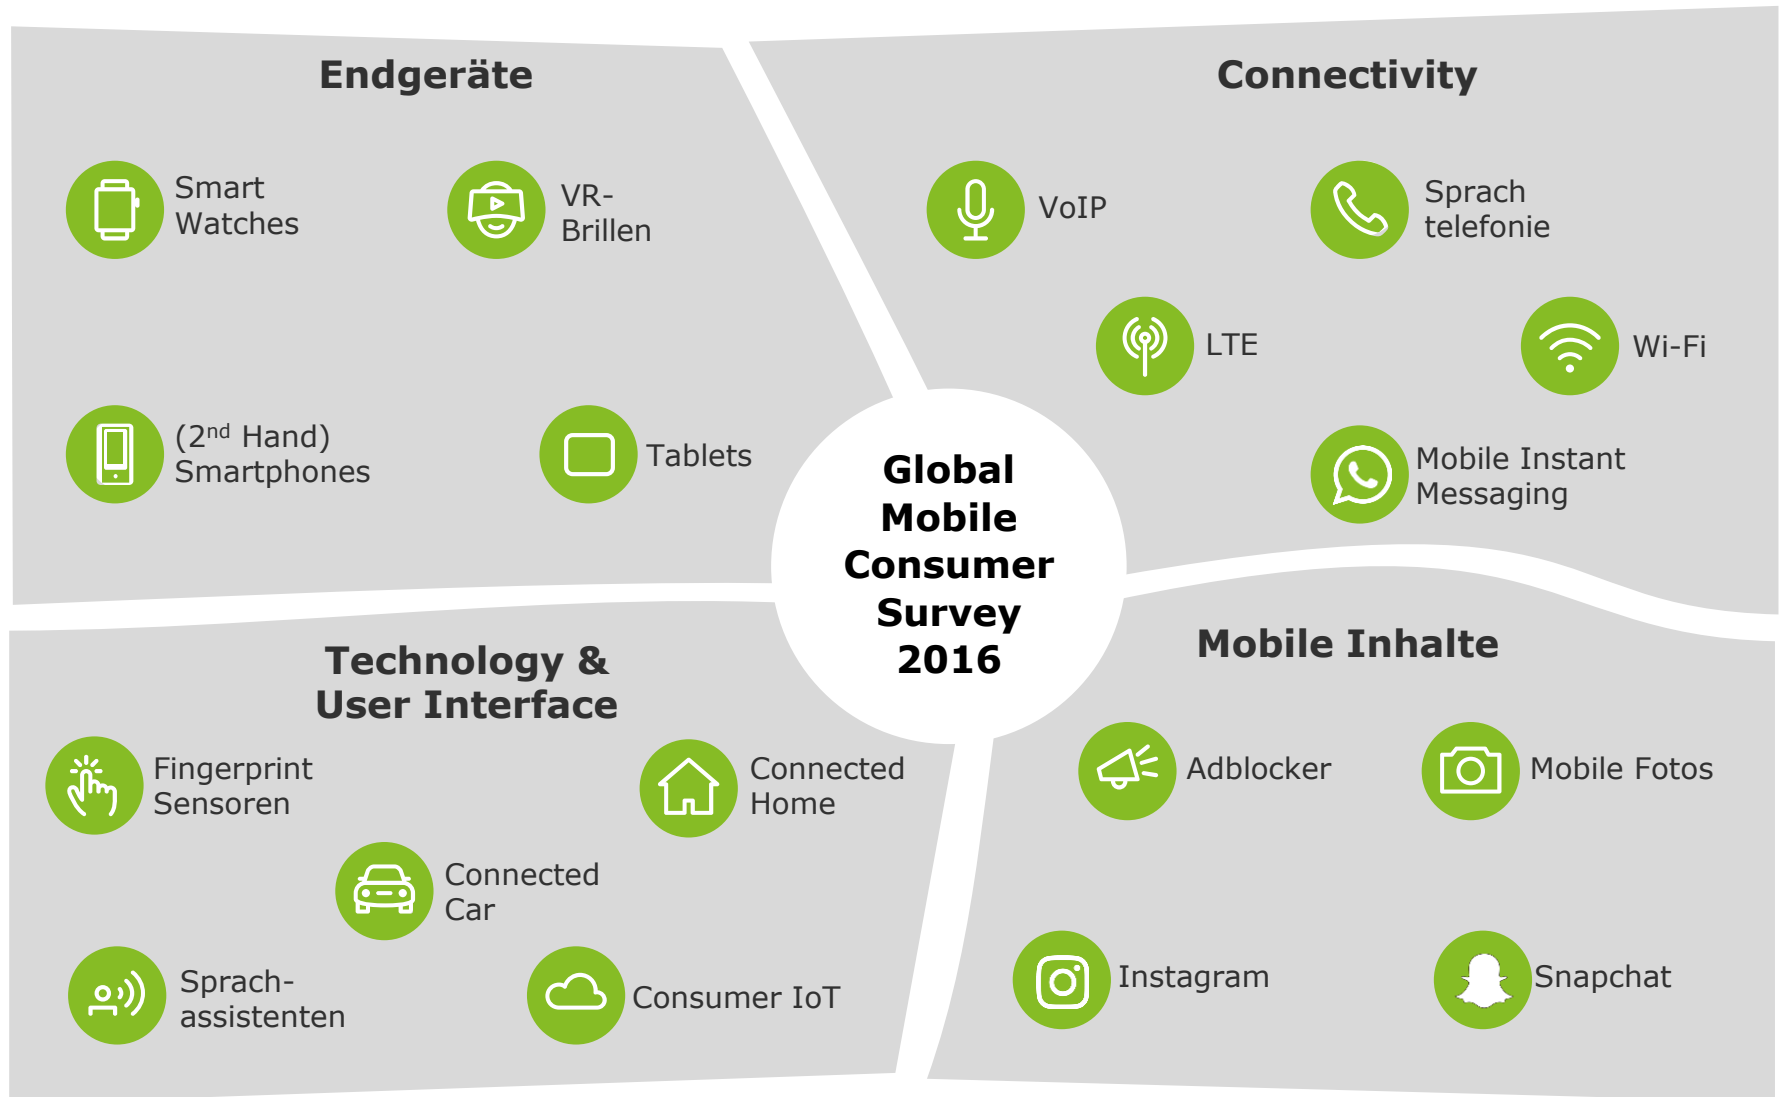 Endgeräte
Smart
Watches
VR-
Brillen
(2nd Hand)
Smartphones
Tablets
Connectivity
VoIP
Sprach
telefonie
LTE
Wi-Fi
Mobile Instant
Messaging
Global
Mobile
Consumer
Survey
2016
Technology &
User Interface
Fingerprint
Sensoren
Connected
Home
Connected
Car
Sprach-
assistenten
Consumer IoT
Mobile Inhalte
Adblocker
Mobile Fotos
Instagram
Snapchat